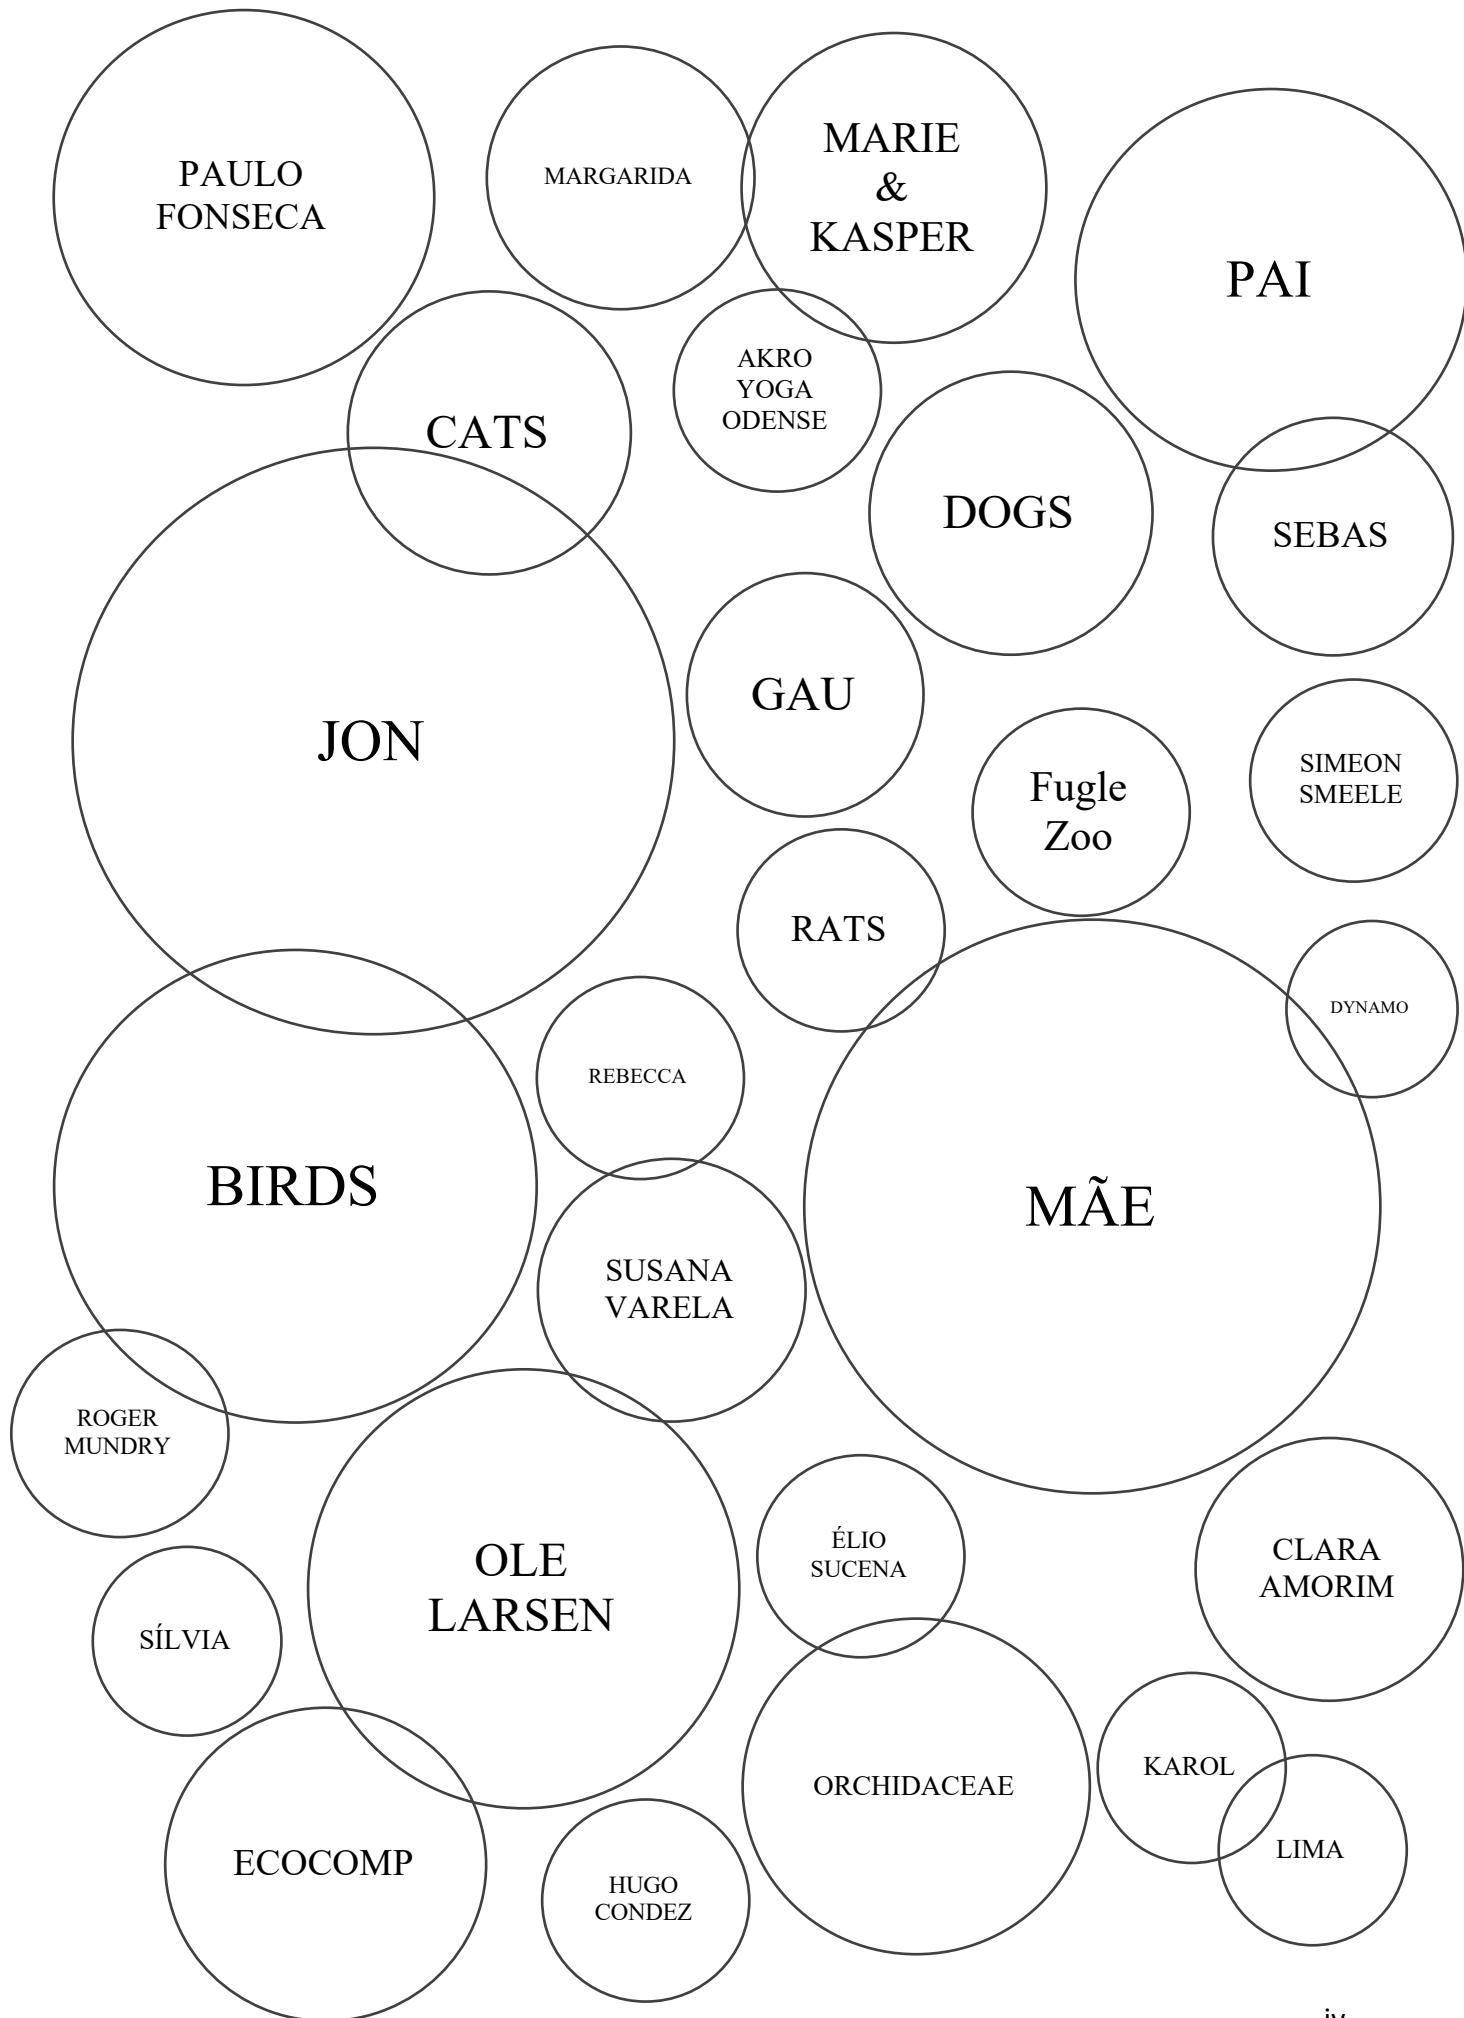 PAULO
FONSECA
MARGARIDA
MARIE
&
KASPER
PAI
CATS
AKRO
YOGA
ODENSE
DOGS
SEBAS
JON
GAU
Fugle
Zoo
SIMEON
SMEELE
RATS
DYNAMO
REBECCA
BIRDS
MÃE
SUSANA
VARELA
ROGER
MUNDRY
OLE
LARSEN
ÉLIO
SUCENA
CLARA
AMORIM
SÍLVIA
ORCHIDACEAE
KAROL
LIMA
ECOCOMP
HUGO
CONDEZ
iv